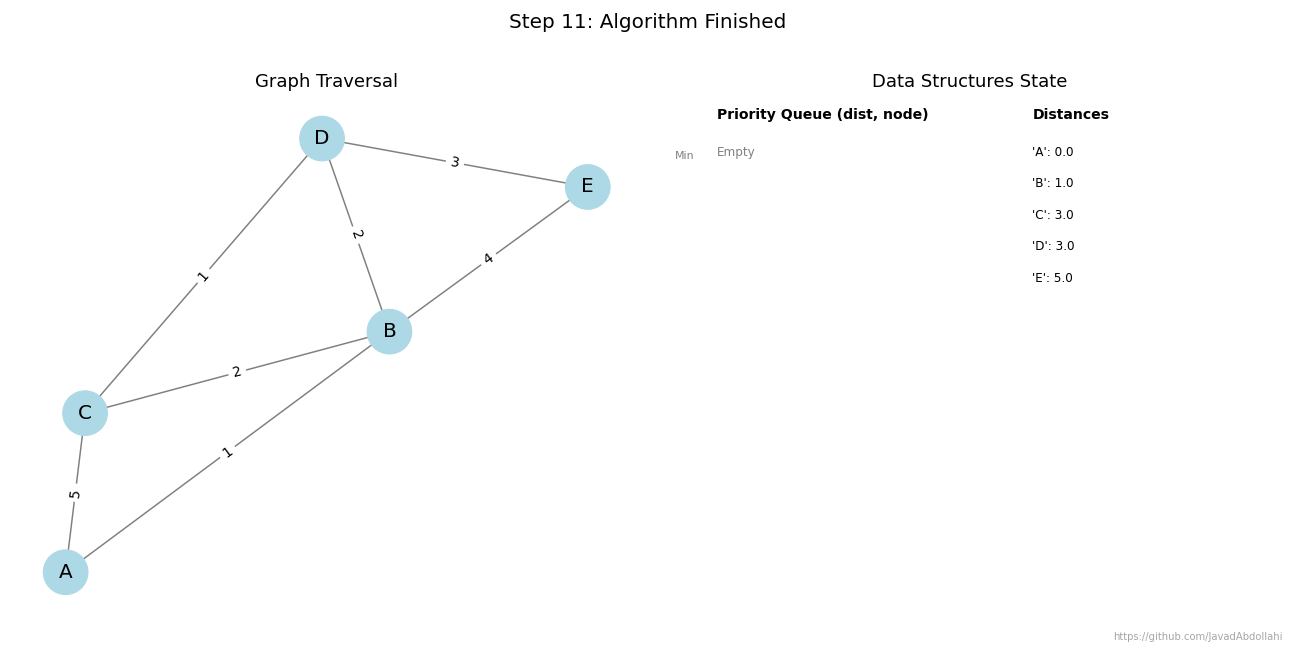 Step 11: Algorithm Finished
Graph Traversal
D
3
E
2
4
1
B
2
C
1
5
A
Data Structures State
Priority Queue (dist, node)
Min
Empty
Distances
'A': 0.0
'B': 1.0
'C': 3.0
'D': 3.0
'E': 5.0
https://github.com/JavadAbdollahi